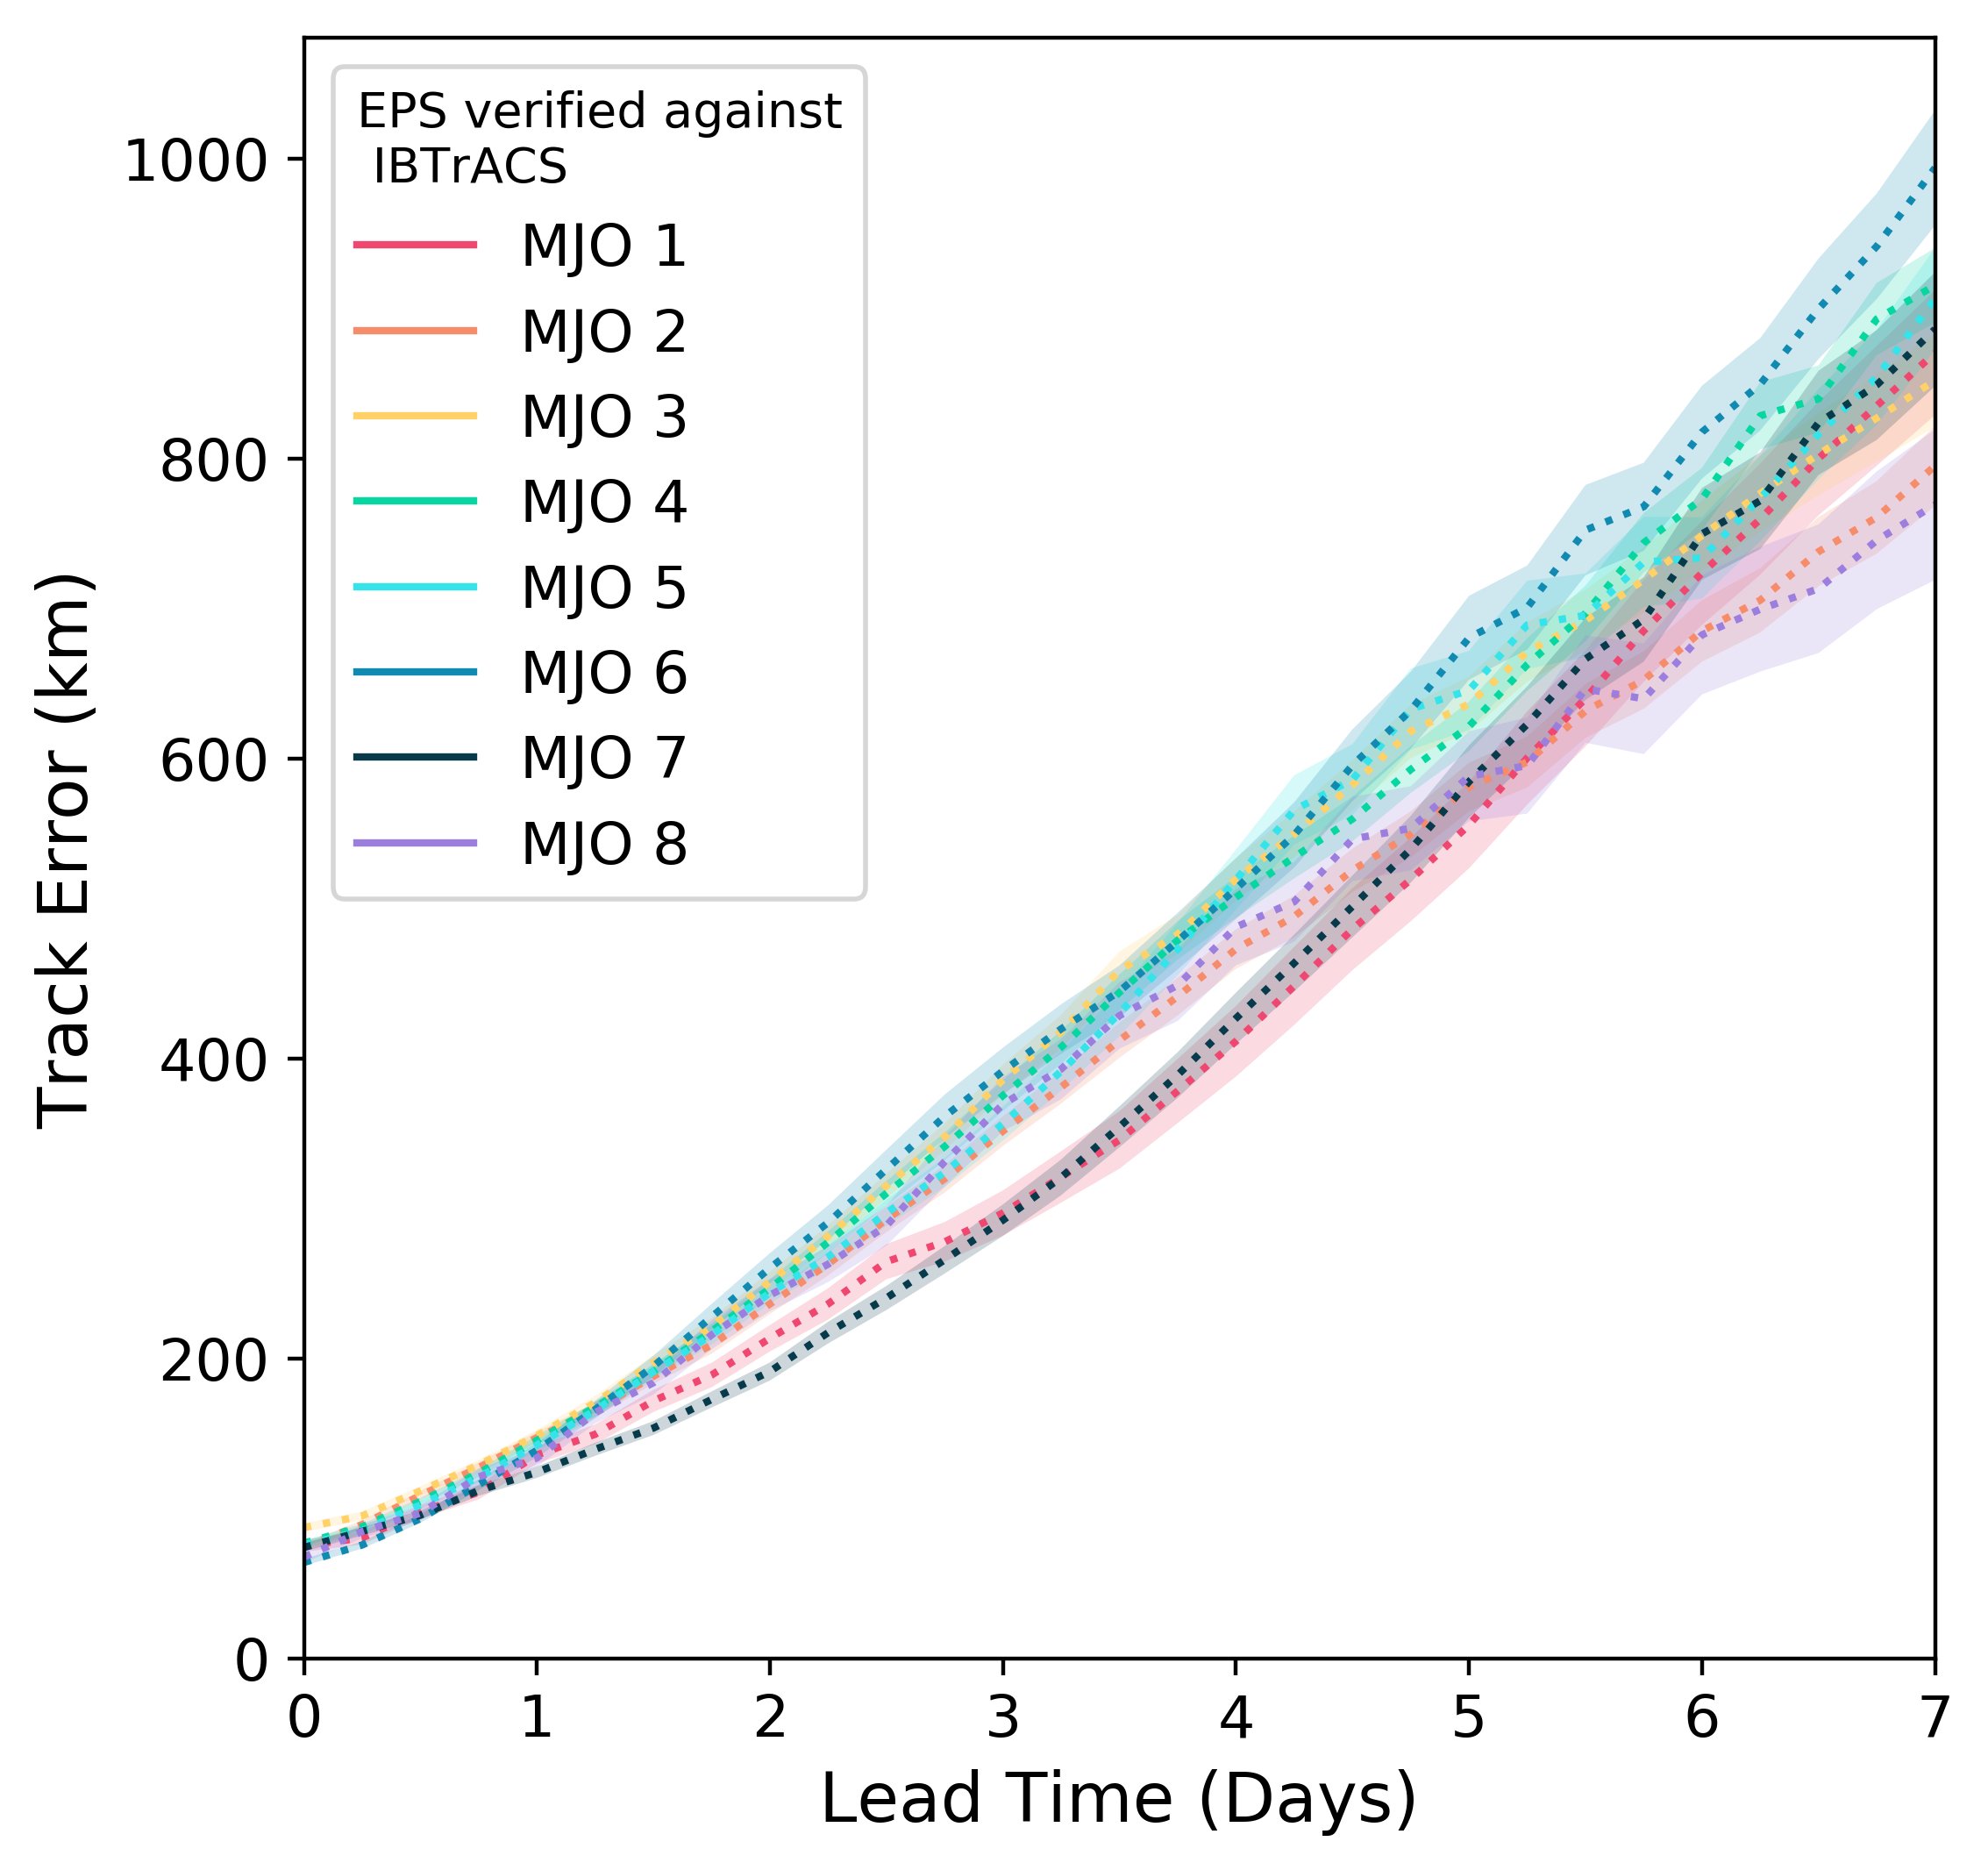 EPS verified against
IBTrACS
MJO 1
MJO 2
MJO 3
MJO 4
MJO 5
MJO 6
MJO 7
MJO 8
1000
800
600
400
200
0
Track Error (km)
0 1 2 3 4 5 6 7
Lead Time (Days)